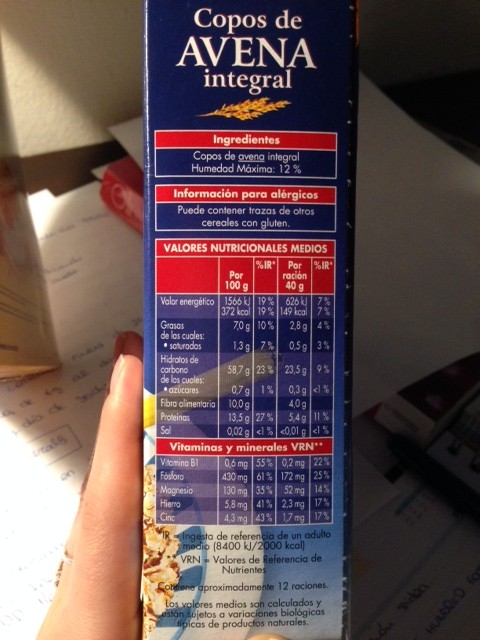 Copos de
AVENA
integral
Ingredientes
Copos de avena integral
Humedad Máxima: 12 %
Información para alérgicos
Puede contener trazas de otros
cereales con gluten.
VALORES NUTRICIONALES MEDIOS
Por 100 g %IR* Por ración 40 g %IR*
Valor energético 1566 kJ 19 % 626 kJ 7 %
372 kcal 19 % 149 kcal 7 %
Grasas 7,0 g 10 % 2,8 g 4 %
de las cuales:
• saturadas 1,3 g 7 % 0,5 g 3 %
Hidratos de
carbono 58,7 g 23 % 23,5 g 9 %
de los cuales:
• azúcares 0,7 g 1 % 0,3 g <1 %
Fibra alimentaria 10,0 g 4,0 g
Proteínas 13,5 g 27 % 5,4 g 11 %
Sal 0,02 g <1 % <0,01 g <1 %
Vitaminas y minerales VRN**
Vitamina B1 0,6 mg 55 % 0,2 mg 22 %
Fósforo 430 mg 61 % 172 mg 25 %
Magnesio 130 mg 35 % 52 mg 14 %
Hierro 5,8 mg 41 % 2,3 mg 17 %
Cinc 4,3 mg 43 % 1,7 mg 17 %
IR = Ingesta de referencia de un adulto
medio (8400 kJ/2000 kcal)
VRN = Valores de Referencia de
Nutrientes
Contiene aproximadamente 12 raciones.
Los valores medios son calculados y
están sujetos a variaciones biológicas
típicas de productos naturales.